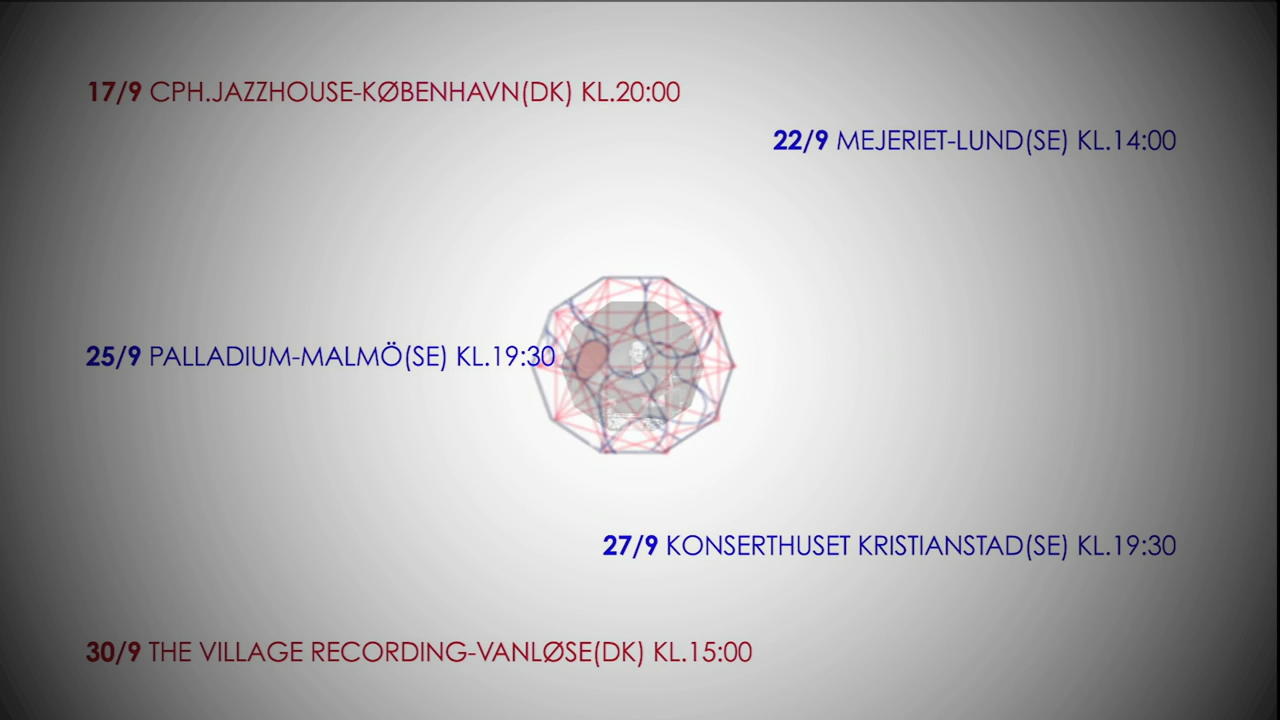 17/9 CPH.JAZZHOUSE-KØBENHAVN(DK) KL.20:00
22/9 MEJERIET-LUND(SE) KL.14:00
25/9 PALLADIUM-MALMÖ(SE) KL.19:30
27/9 KONSERTHUSET KRISTIANSTAD(SE) KL.19:30
30/9 THE VILLAGE RECORDING-VANLØSE(DK) KL.15:00